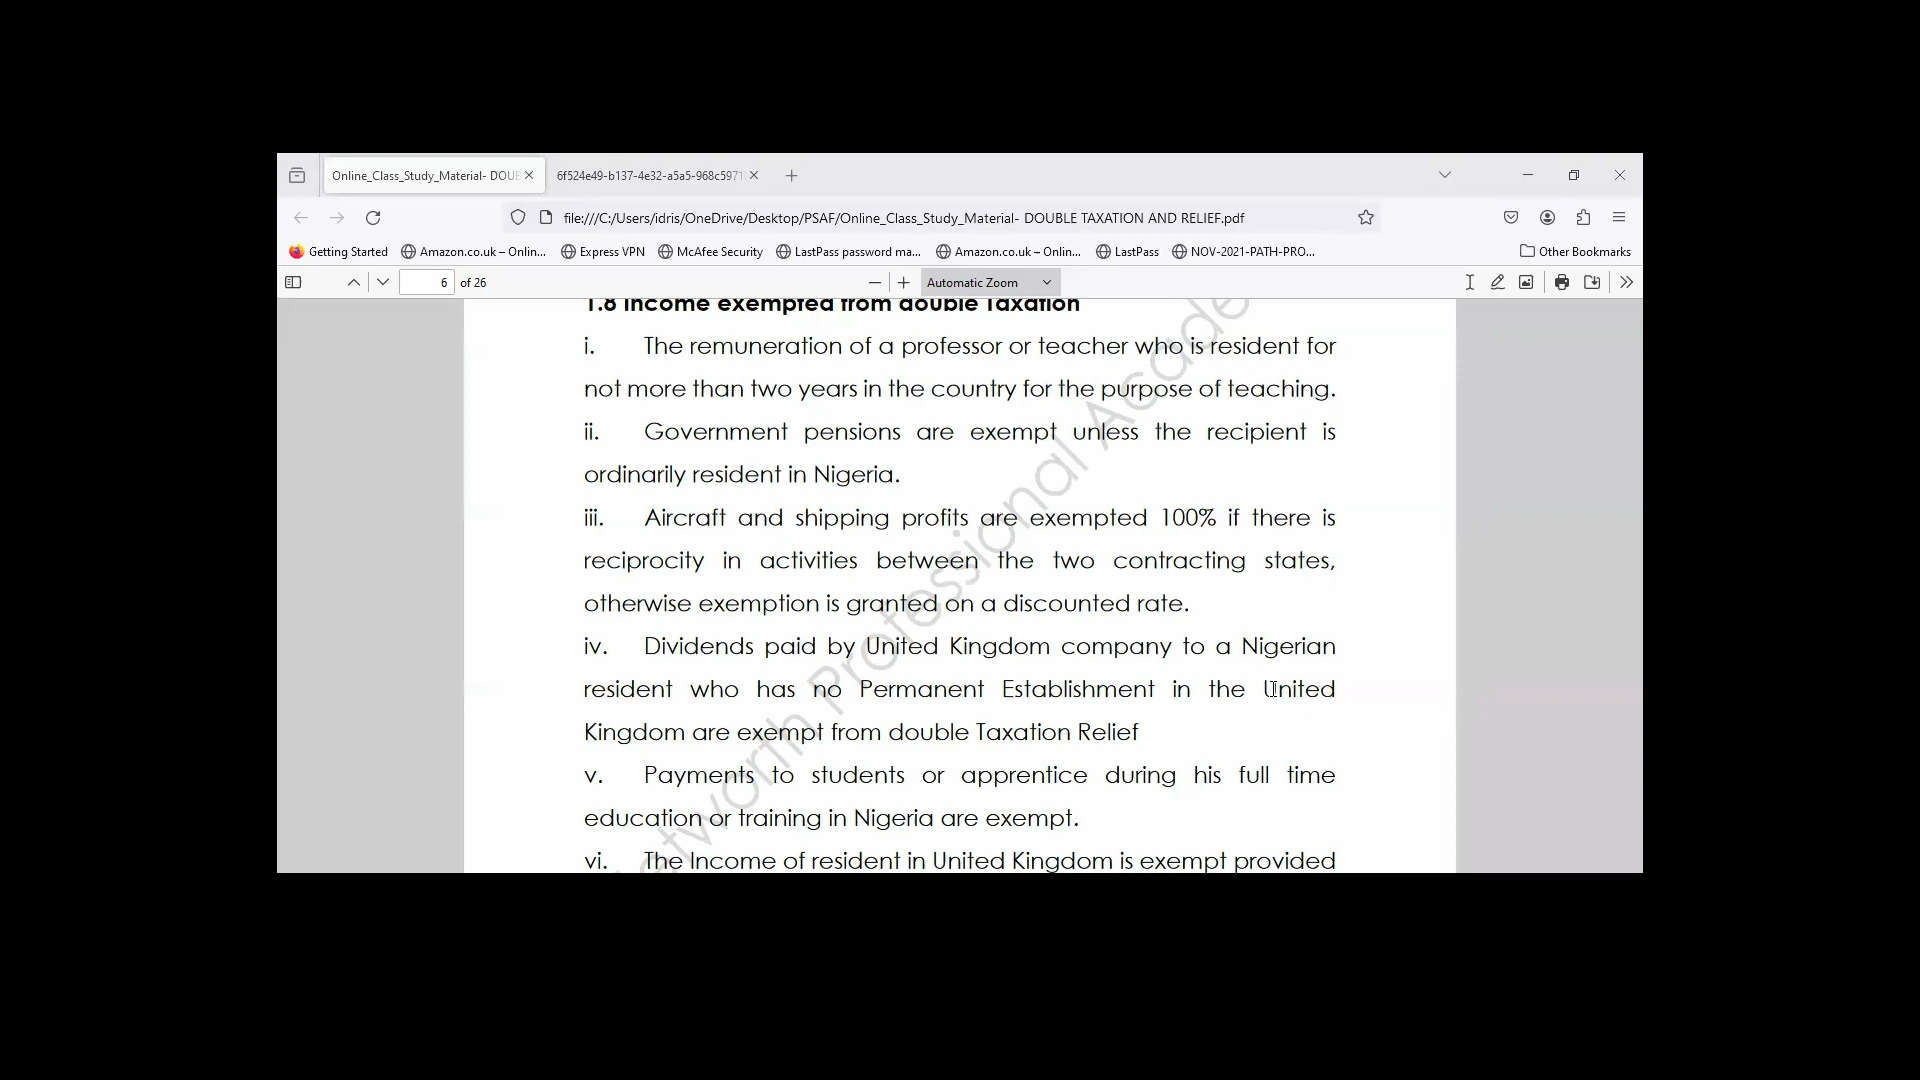 Online_Class_Study_Material- DOUB
6f524e49-b137-4e32-a5a5-968c5971
file:///C:/Users/idris/OneDrive/Desktop/PSAF/Online_Class_Study_Material- DOUBLE TAXATION AND RELIEF.pdf
Getting Started Amazon.co.uk – Onlin... Express VPN McAfee Security LastPass password ma... Amazon.co.uk – Onlin... LastPass NOV-2021-PATH-PRO... Other Bookmarks
6 of 26 Automatic Zoom
1.8 Income exempted from double Taxation
i. The remuneration of a professor or teacher who is resident for
not more than two years in the country for the purpose of teaching.
ii. Government pensions are exempt unless the recipient is
ordinarily resident in Nigeria.
iii. Aircraft and shipping profits are exempted 100% if there is
reciprocity in activities between the two contracting states,
otherwise exemption is granted on a discounted rate.
iv. Dividends paid by United Kingdom company to a Nigerian
resident who has no Permanent Establishment in the United
Kingdom are exempt from double Taxation Relief
v. Payments to students or apprentice during his full time
education or training in Nigeria are exempt.
vi. The Income of resident in United Kingdom is exempt provided
Professional